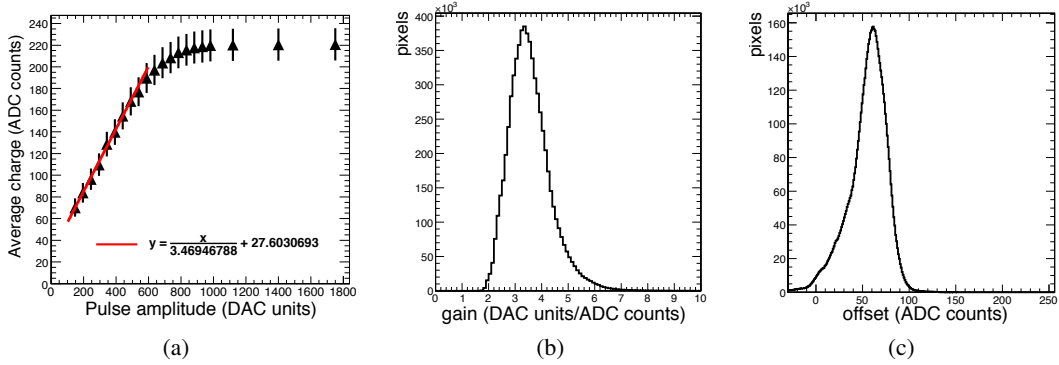 Average charge (ADC counts)
240
220
200
180
160
140
120
100
80
60
40
20
0
y = x/3.46946788 + 27.6030693
0 200 400 600 800 1000 1200 1400 1600 1800
Pulse amplitude (DAC units)
(a)
×10³
pixels
400
350
300
250
200
150
100
50
0
0 1 2 3 4 5 6 7 8 9 10
gain (DAC units/ADC counts)
(b)
×10³
pixels
160
140
120
100
80
60
40
20
0
0 50 100 150 200 250
offset (ADC counts)
(c)